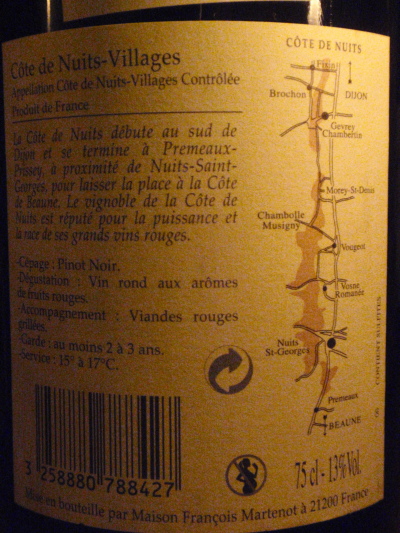 Côte de Nuits-Villages
Appellation Côte de Nuits-Villages Contrôlée
Produit de France
La Côte de Nuits débute au sud de
Dijon et se termine à Premeaux-
Prissey, à proximité de Nuits-Saint-
Georges, pour laisser la place à la Côte
de Beaune. Le vignoble de la Côte de
Nuits est réputé pour la puissance et
la race de ses grands vins rouges.
-Cépage : Pinot Noir.
-Dégustation : Vin rond aux arômes
de fruits rouges.
-Accompagnement : Viandes rouges
grillées.
-Garde : au moins 2 à 3 ans.
-Service : 15° à 17°C.
3 258880 788427
Mis en bouteille par Maison François Martenot à 21200 France
CÔTE DE NUITS
Fixin
DIJON
Brochon
Gevrey
Chambertin
Morey-St-Denis
Chambolle
Musigny
Vougeot
Vosne
Romanée
Nuits
St-Georges
Premeaux
BEAUNE
75 cl - 13% Vol.
CONTIENT SULFITES